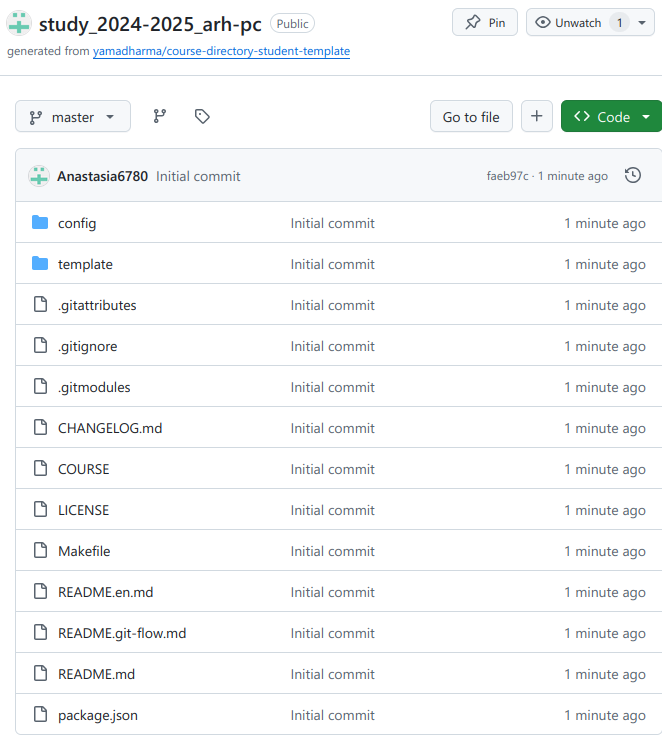 study_2024-2025_arh-pc Public Pin Unwatch 1
generated from yamadharma/course-directory-student-template
master Go to file Code
Anastasia6780 Initial commit faeb97c · 1 minute ago
config Initial commit 1 minute ago
template Initial commit 1 minute ago
.gitattributes Initial commit 1 minute ago
.gitignore Initial commit 1 minute ago
.gitmodules Initial commit 1 minute ago
CHANGELOG.md Initial commit 1 minute ago
COURSE Initial commit 1 minute ago
LICENSE Initial commit 1 minute ago
Makefile Initial commit 1 minute ago
README.en.md Initial commit 1 minute ago
README.git-flow.md Initial commit 1 minute ago
README.md Initial commit 1 minute ago
package.json Initial commit 1 minute ago